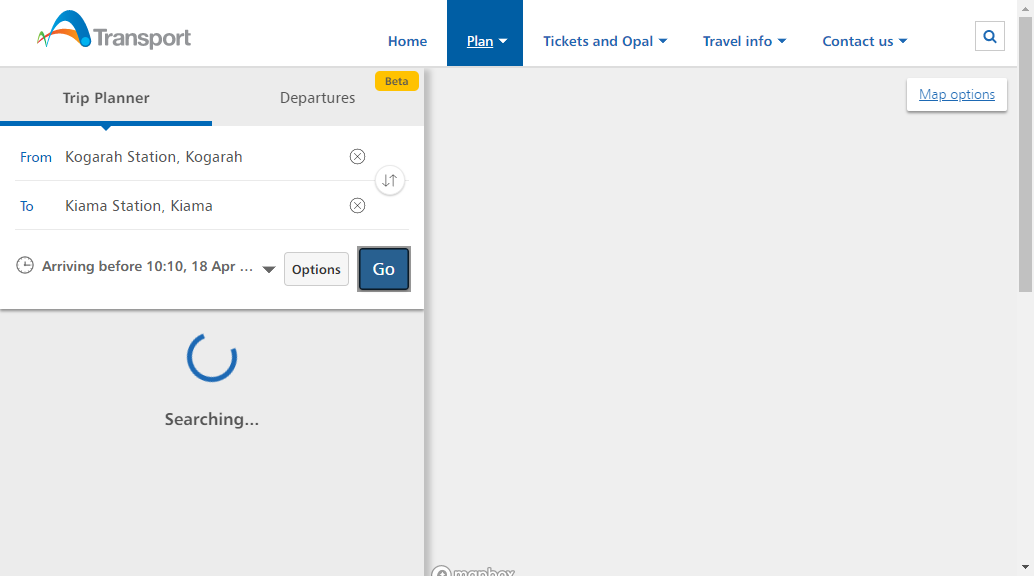 Transport
Home
Plan
Tickets and Opal
Travel info
Contact us
Beta
Trip Planner
Departures
Map options
From Kogarah Station, Kogarah
To Kiama Station, Kiama
Arriving before 10:10, 18 Apr ...
Options
Go
Searching...
mapbox